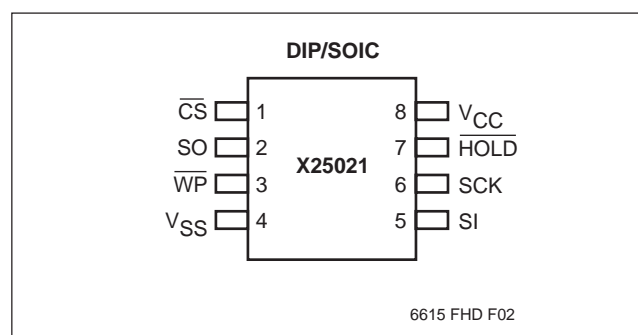 DIP/SOIC
CS 1 8 VCC
SO 2 X25021 7 HOLD
WP 3 6 SCK
VSS 4 5 SI
6615 FHD F02